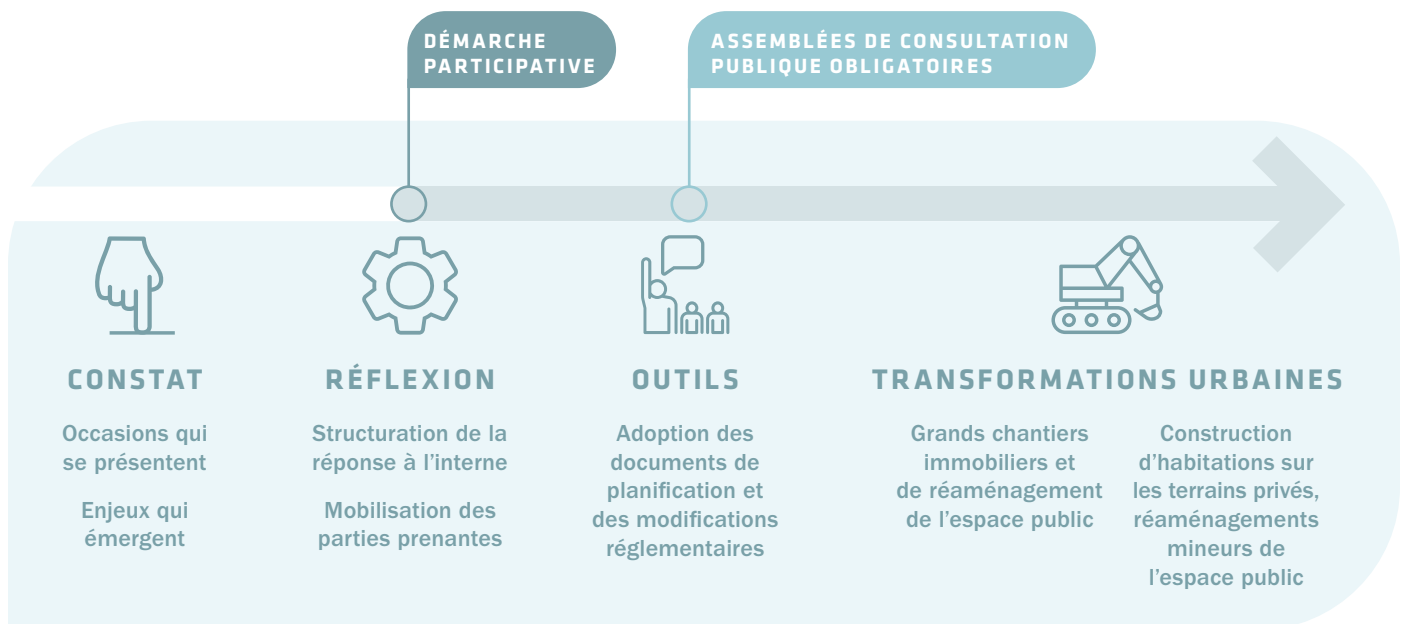 DÉMARCHE
PARTICIPATIVE
ASSEMBLÉES DE CONSULTATION
PUBLIQUE OBLIGATOIRES
CONSTAT
Occasions qui
se présentent
Enjeux qui
émergent
RÉFLEXION
Structuration de la
réponse à l’interne
Mobilisation des
parties prenantes
OUTILS
Adoption des
documents de
planification et
des modifications
réglementaires
TRANSFORMATIONS URBAINES
Grands chantiers
immobiliers et
de réaménagement
de l’espace public
Construction
d’habitations sur
les terrains privés,
réaménagements
mineurs de
l’espace public